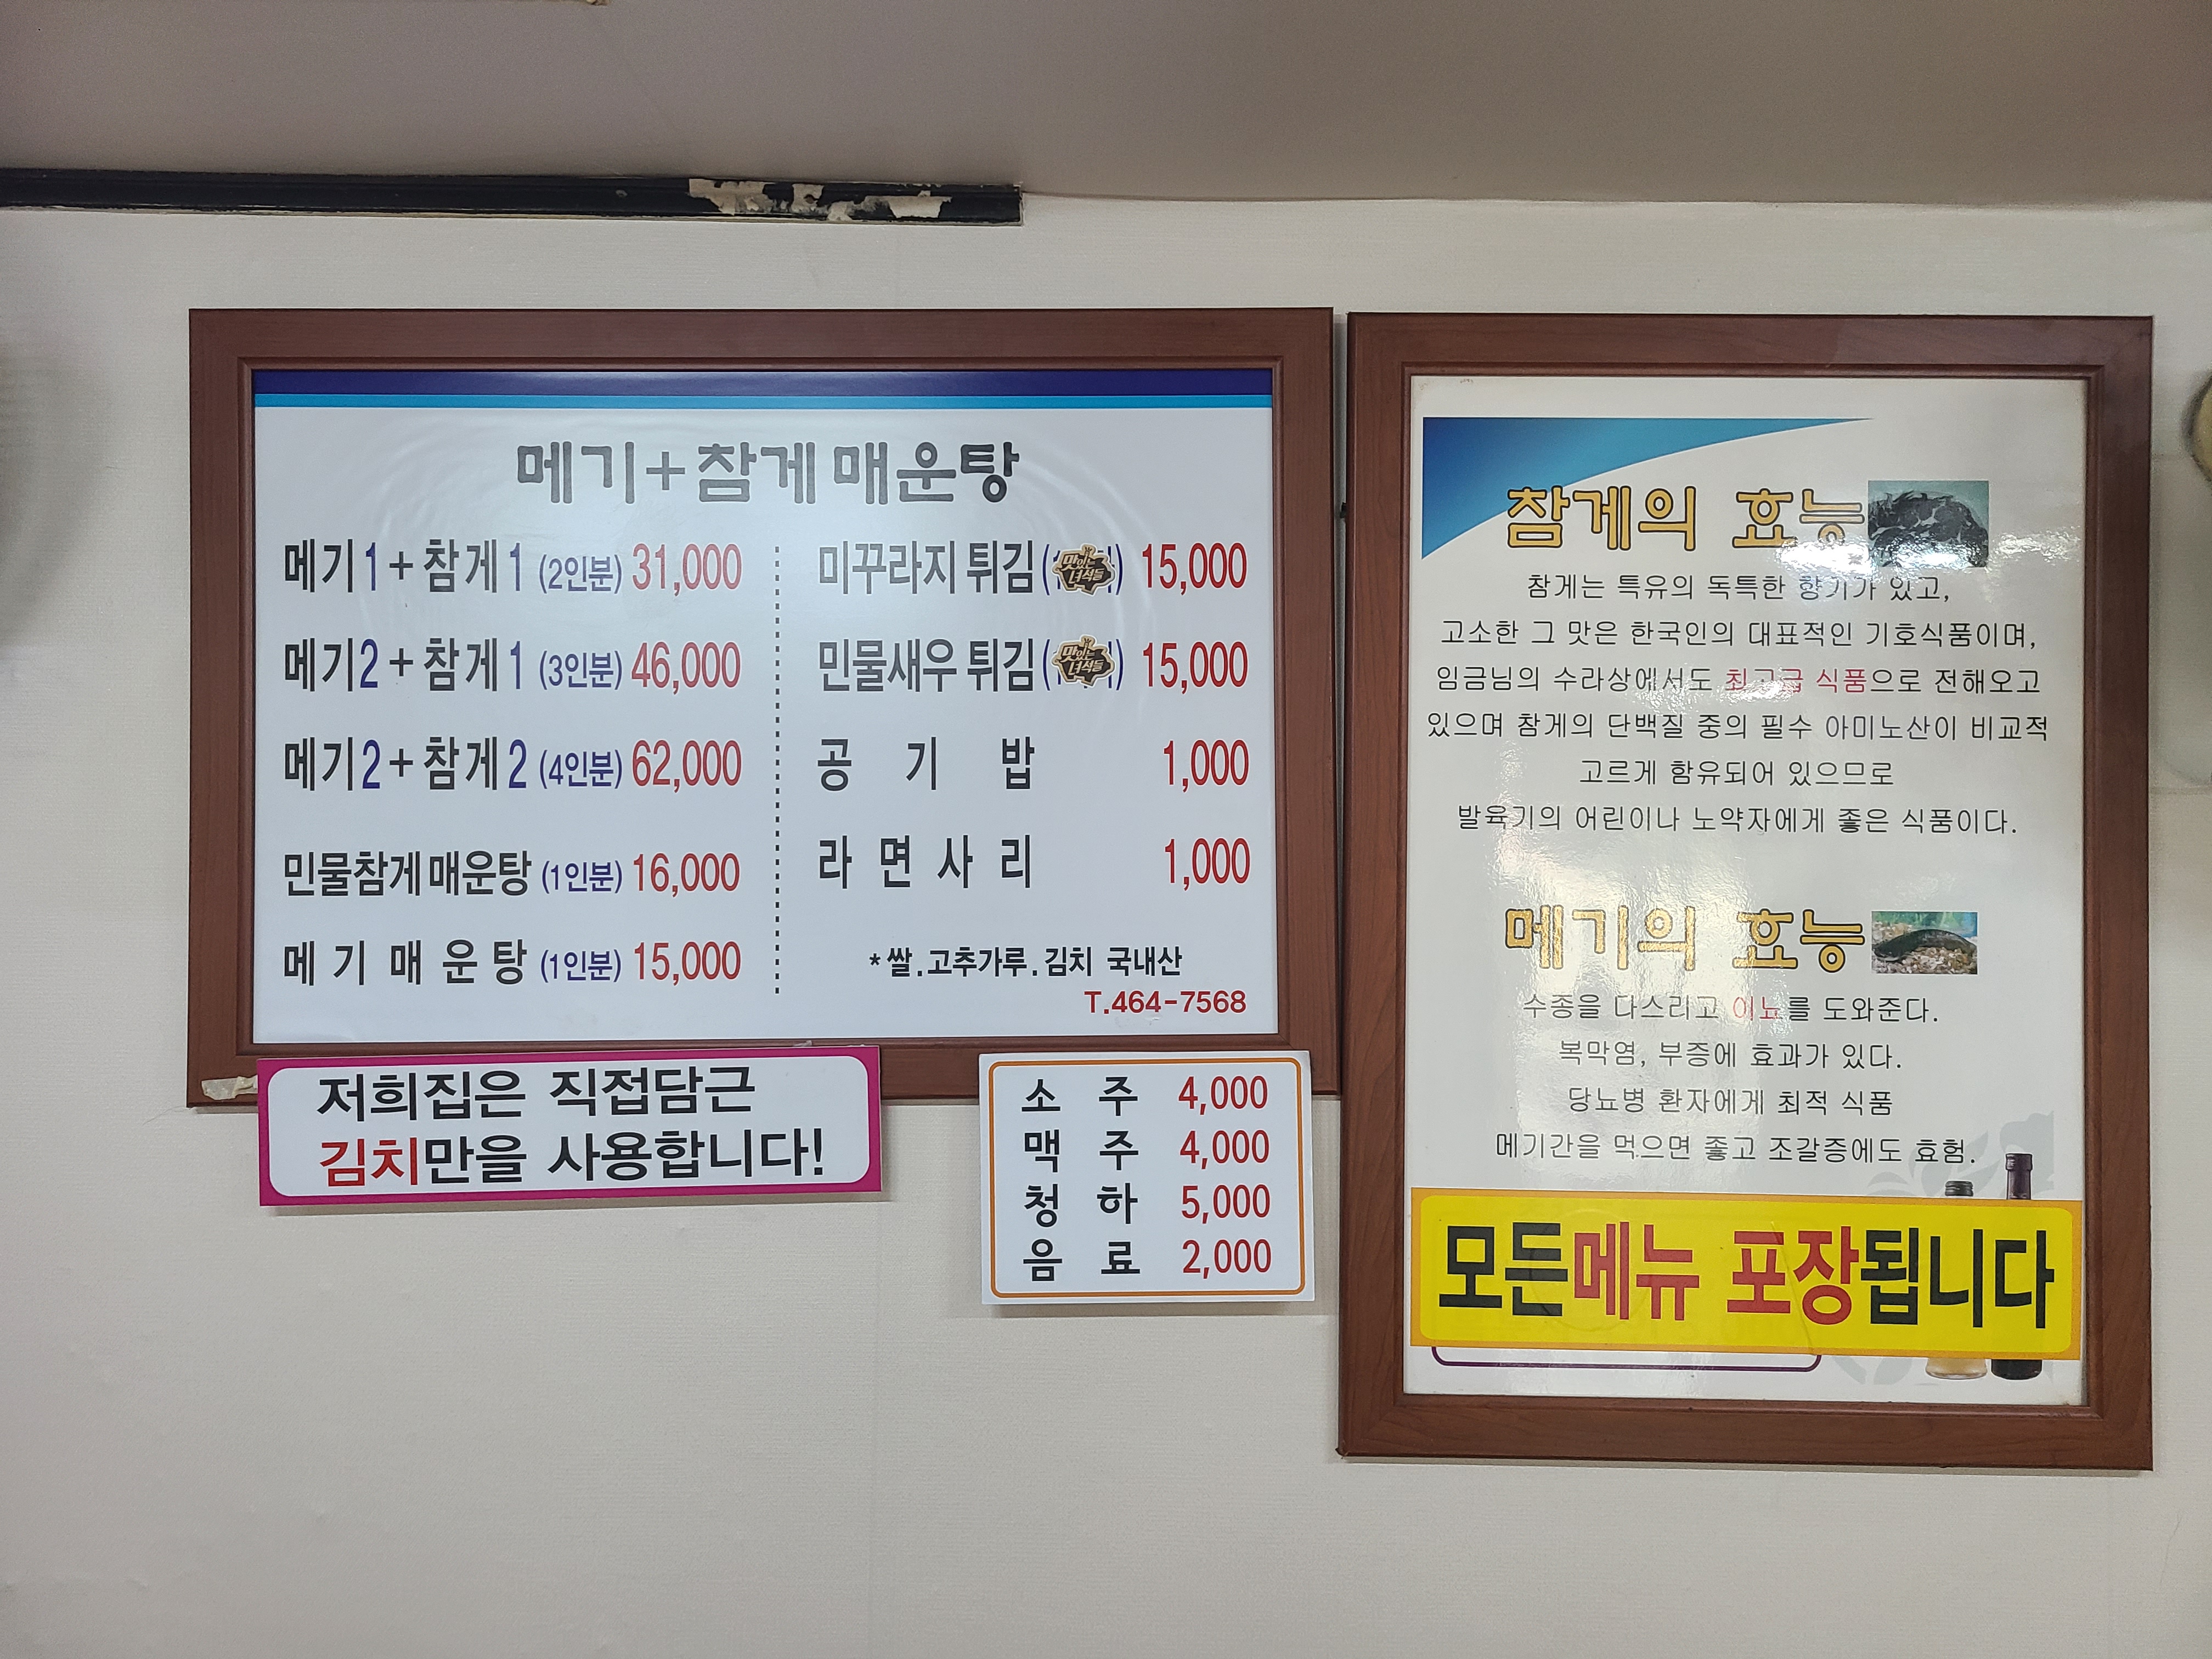 메기+참게 매운탕
메기1+참게1 (2인분) 31,000
메기2+참게1 (3인분) 46,000
메기2+참게2 (4인분) 62,000
민물참게 매운탕 (1인분) 16,000
메기매운탕 (1인분) 15,000
미꾸라지 튀김 (맛있는 녀석들) 15,000
민물새우 튀김 (맛있는 녀석들) 15,000
공기밥 1,000
라면사리 1,000
*쌀.고추가루.김치 국내산
T.464-7568
저희집은 직접담근
김치만을 사용합니다!
소주 4,000
맥주 4,000
청하 5,000
음료 2,000
참게의 효능
참게는 특유의 독특한 향기가 있고,
고소한 그 맛은 한국인의 대표적인 기호식품이며,
임금님의 수라상에서도 최고급 식품으로 전해오고
있으며 참게의 단백질 중의 필수 아미노산이 비교적
고르게 함유되어 있으므로
발육기의 어린이나 노약자에게 좋은 식품이다.
메기의 효능
수종을 다스리고 이뇨를 도와준다.
복막염, 부증에 효과가 있다.
당뇨병 환자에게 최적 식품
메기간을 먹으면 좋고 조갈증에도 효험.
모든메뉴 포장됩니다